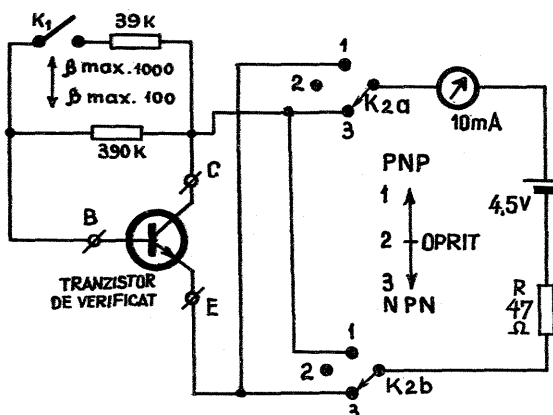 K1
39K
β max. 1000
β max. 100
390K
C
B
TRANZISTOR
DE VERIFICAT
E
1
2
3
K2a
10mA
PNP
1
2 OPRIT
3
NPN
4,5V
R
47
Ω
1
2
3
K2b